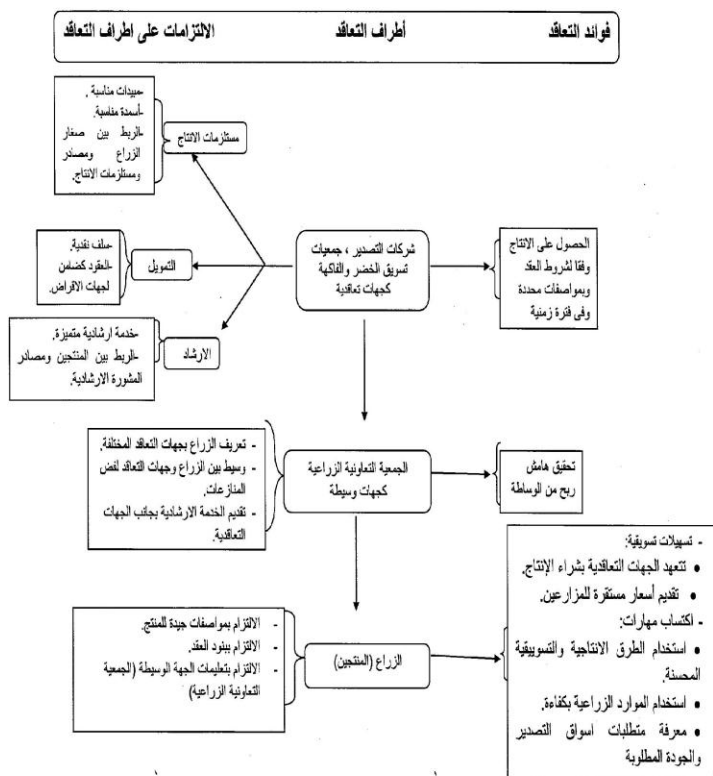 فوائد التعاقد
أطراف التعاقد
الالتزامات على اطراف التعاقد
-مبيدات مناسبة .
-أسمدة مناسبة.
-الربط بين صغار
الزراع ومصادر
ومستلزمات الانتاج.
مستلزمات الانتاج
الحصول على الانتاج
وفقا لشروط العقد
وبمواصفات محددة
وفى فترة زمنية
شركات التصدير ، جمعيات
تسويق الخضر والفاكهة
كجهات تعاقدية
التمويل
-سلف نقدية.
-العقود كضامن
لجهات الاقراض.
الارشاد
-خدمة ارشادية متميزة.
-الربط بين المنتجين ومصادر
المشورة الارشادية.
تحقيق هامش
ربح من الوساطة
الجمعية التعاونية الزراعية
كجهات وسيطة
- تعريف الزراع بجهات التعاقد المختلفة.
- وسيط بين الزراع وجهات التعاقد لفض
المنازعات.
- تقديم الخدمة الارشادية بجانب الجهات
التعاقدية.
- تسهيلات تسويقية:
• تتعهد الجهات التعاقدية بشراء الإنتاج.
• تقديم أسعار مستقرة للمزارعين.
- اكتساب مهارات:
• استخدام الطرق الانتاجية والتسويقية
المحسنة.
• استخدام الموارد الزراعية بكفاءة.
• معرفة متطلبات اسواق التصدير
والجودة المطلوبة
الزراع (المنتجين)
- الالتزام بمواصفات جيدة للمنتج.
- الالتزام ببنود العقد.
- الالتزام بتعليمات الجهة الوسيطة (الجمعية
التعاونية الزراعية)